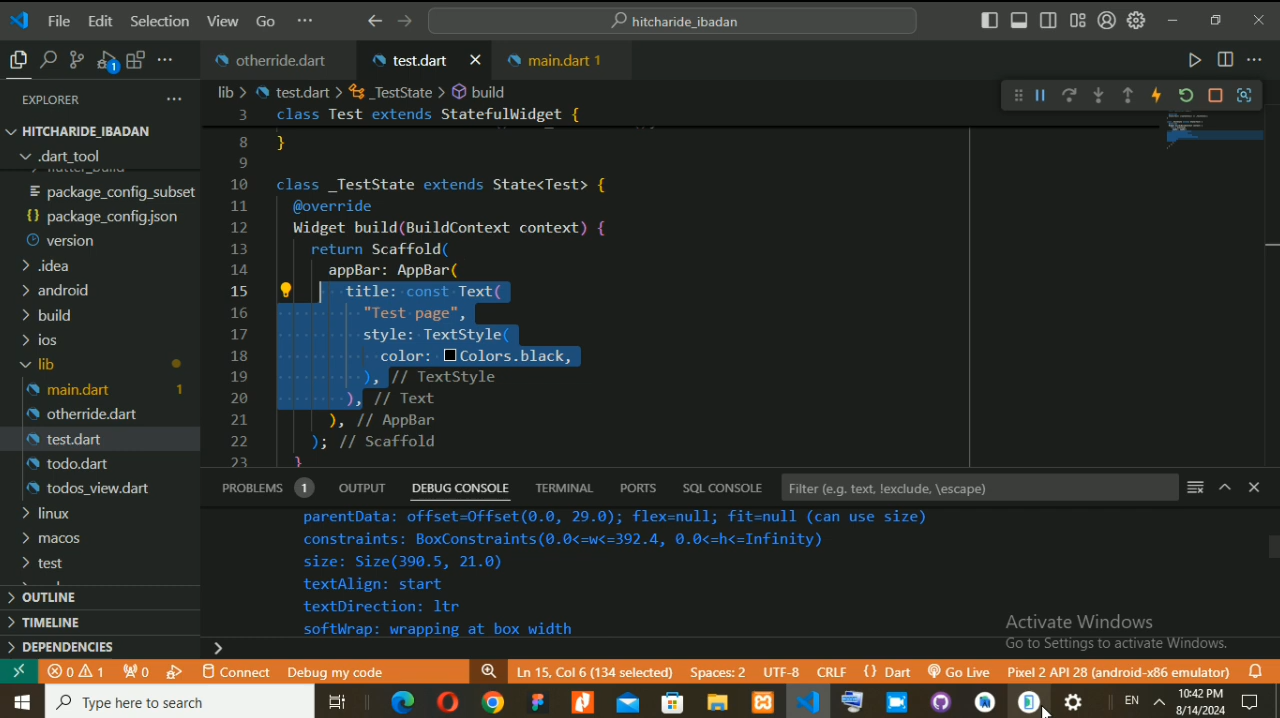 File Edit Selection View Go ··· hitcharide_ibadan
1
otherride.dart test.dart main.dart 1
EXPLORER
lib > test.dart > _TestState > build
HITCHARIDE_IBADAN
.dart_tool
package_config_subset
package_config.json
version
.idea
android
build
ios
lib
main.dart 1
otherride.dart
test.dart
todo.dart
todos_view.dart
linux
macos
test
OUTLINE
TIMELINE
DEPENDENCIES
3 class Test extends StatefulWidget {
8 }
9
10 class _TestState extends State<Test> {
11 @override
12 Widget build(BuildContext context) {
13 return Scaffold(
14 appBar: AppBar(
15 title: const Text(
16 "Test page",
17 style: TextStyle(
18 color: Colors.black,
19 ), // TextStyle
20 ), // Text
21 ), // AppBar
22 ); // Scaffold
23 }
PROBLEMS 1 OUTPUT DEBUG CONSOLE TERMINAL PORTS SQL CONSOLE Filter (e.g. text, !exclude, \escape)
parentData: offset=Offset(0.0, 29.0); flex=null; fit=null (can use size)
constraints: BoxConstraints(0.0<=w<=392.4, 0.0<=h<=Infinity)
size: Size(390.5, 21.0)
textAlign: start
textDirection: ltr
softWrap: wrapping at box width
Activate Windows
Go to Settings to activate Windows.
0 1 0 Connect Debug my code Ln 15, Col 6 (134 selected) Spaces: 2 UTF-8 CRLF {} Dart Go Live Pixel 2 API 28 (android-x86 emulator)
Type here to search
EN
10:42 PM
8/14/2024